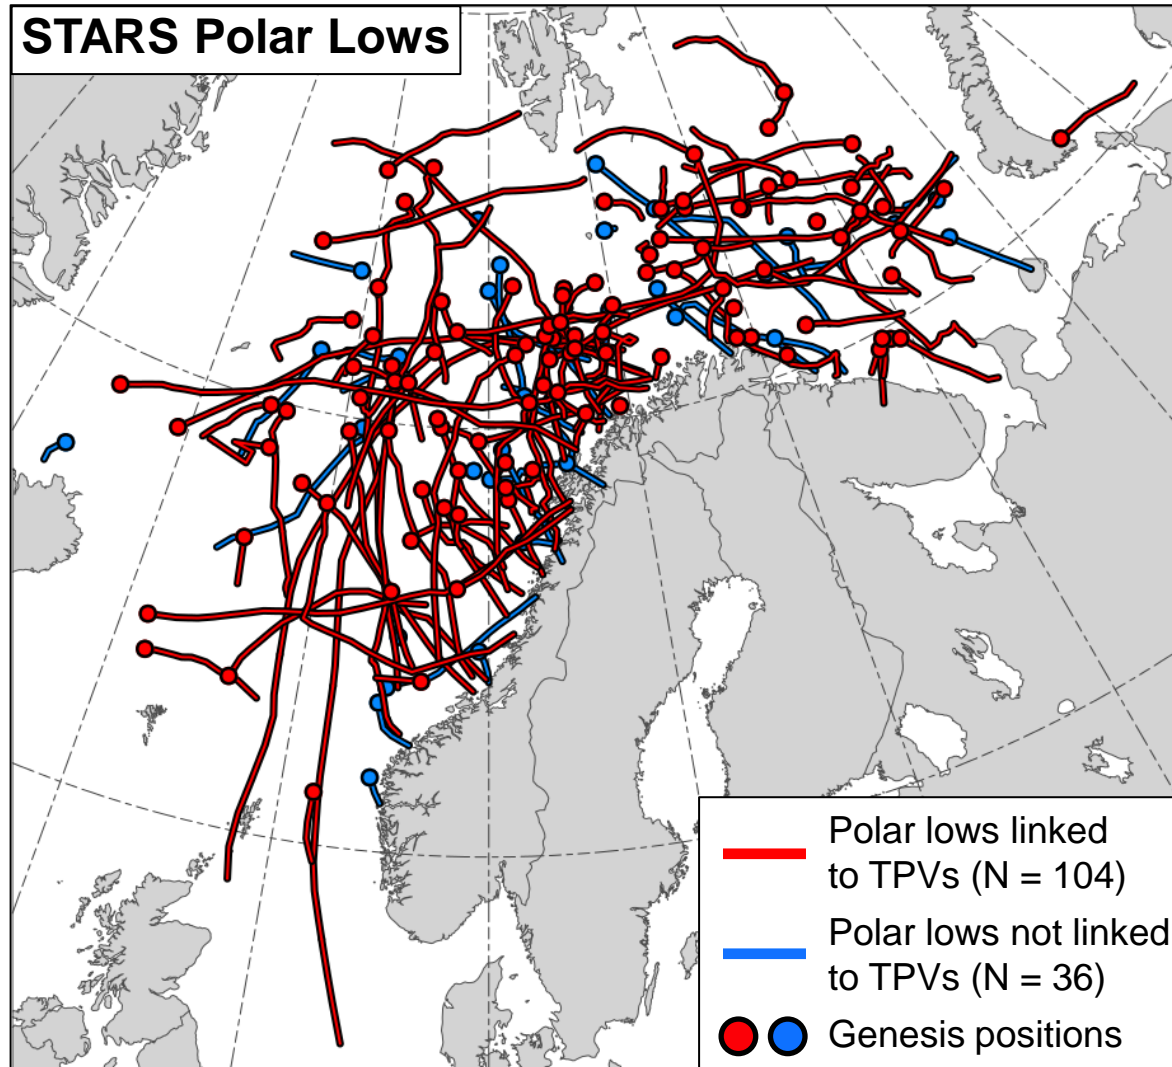 STARS Polar Lows
Polar lows linked
to TPVs (N = 104)
Polar lows not linked
to TPVs (N = 36)
Genesis positions